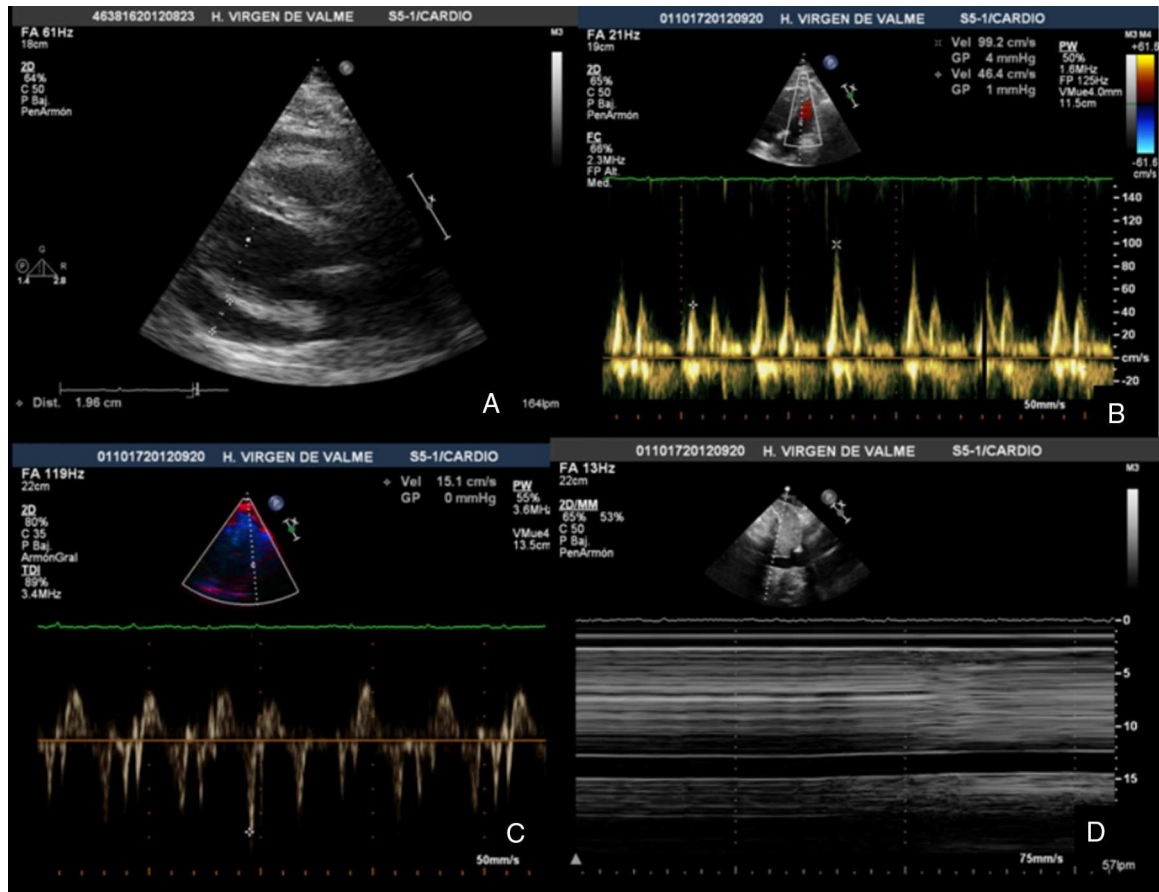 46381620120823 H. VIRGEN DE VALME S5-1/CARDIO
FA 61Hz
18cm
2D
64%
C 50
P Baj.
PenArmón
M3
G
P R
1.4 2.8
Dist. 1.96 cm
A
164lpm
01101720120920 H. VIRGEN DE VALME S5-1/CARDIO
FA 21Hz
19cm
2D
65%
C 50
P Baj.
PenArmón
FC
66%
2.3MHz
FP Alt.
Med.
P
Vel 99.2 cm/s
GP 4 mmHg
Vel 46.4 cm/s
GP 1 mmHg
PW
50%
1.6MHz
FP 125Hz
VMue4.0mm
11.5cm
M3 M4
+61.6
-61.6
cm/s
140
120
100
80
60
40
20
cm/s
-20
50mm/s
B
01101720120920 H. VIRGEN DE VALME S5-1/CARDIO
FA 119Hz
22cm
2D
80%
C 35
P Baj.
ArmónGral
TDI
89%
3.4MHz
P
Vel 15.1 cm/s
GP 0 mmHg
PW
55%
3.6MHz
VMue4
13.5cm
C
50mm/s
01101720120920 H. VIRGEN DE VALME S5-1/CARDIO
FA 13Hz
22cm
2D/MM
65% 53%
C 50
P Baj.
PenArmón
M3
0
5
10
15
D
75mm/s
57lpm